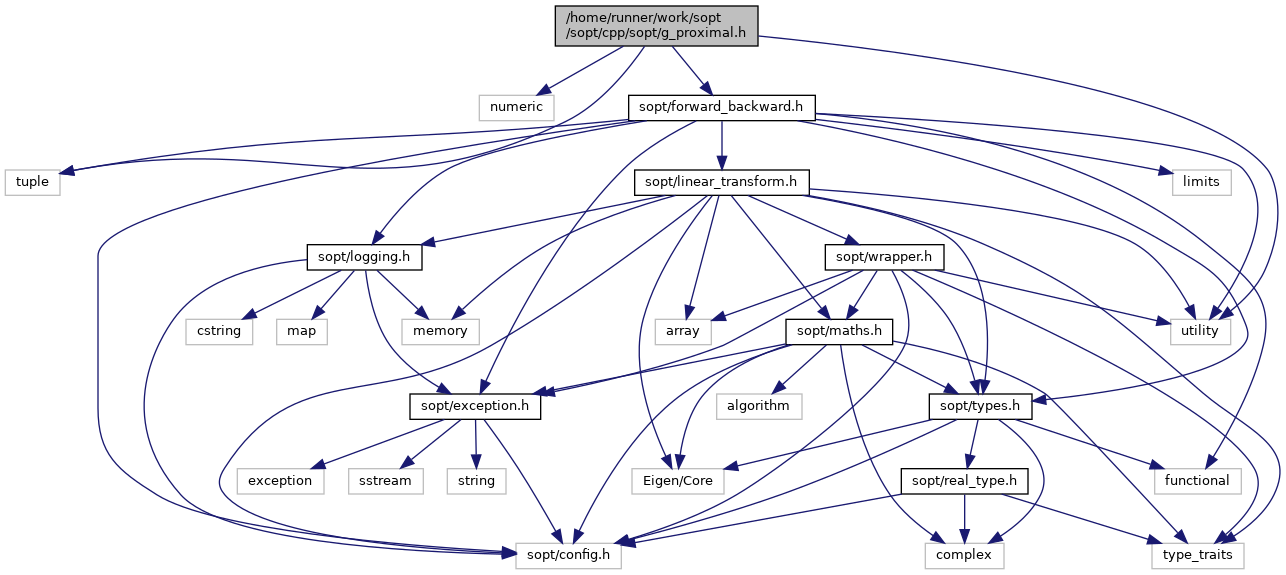 /home/runner/work/sopt
/sopt/cpp/sopt/g_proximal.h
numeric
sopt/forward_backward.h
tuple
sopt/linear_transform.h
limits
sopt/logging.h
sopt/wrapper.h
cstring
map
memory
array
sopt/maths.h
utility
sopt/exception.h
algorithm
sopt/types.h
exception
sstream
string
Eigen/Core
sopt/real_type.h
functional
sopt/config.h
complex
type_traits